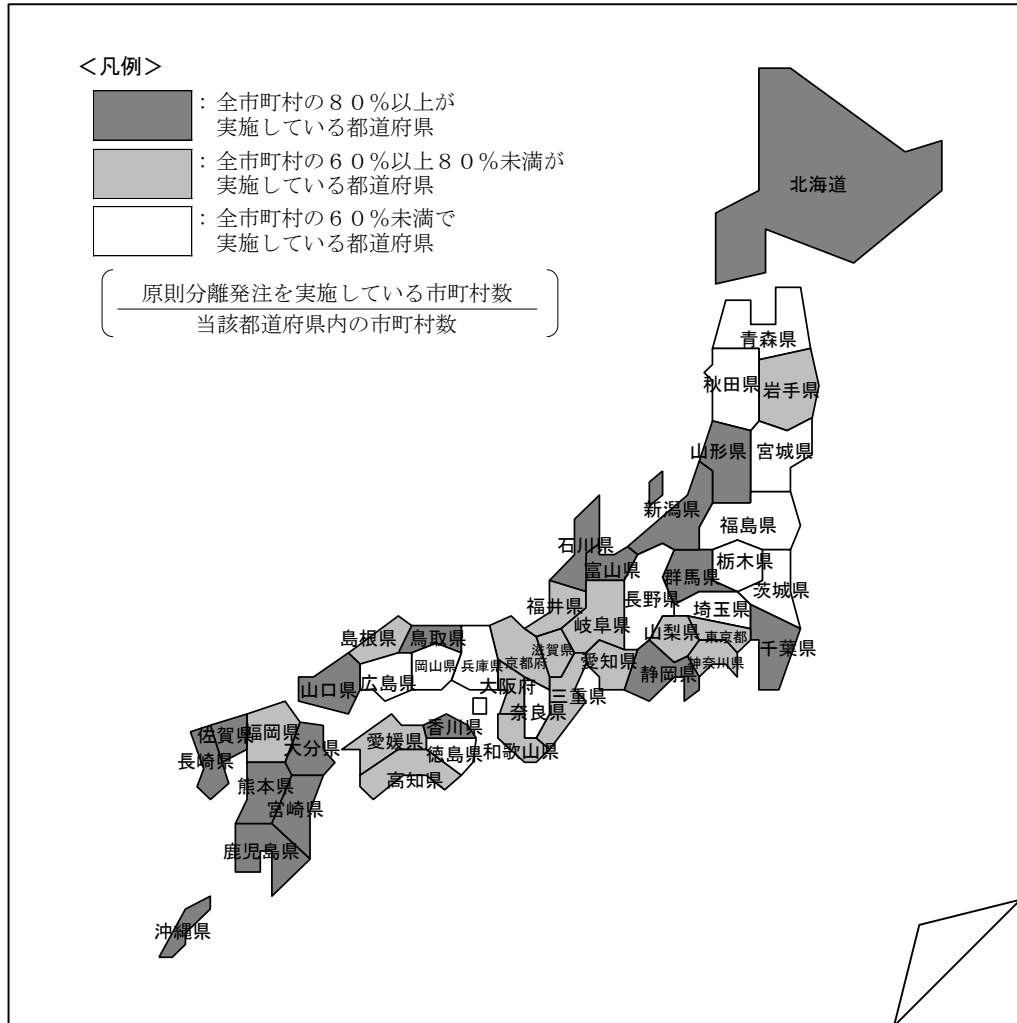 ＜凡例＞
：全市町村の８０％以上が
実施している都道府県
：全市町村の６０％以上８０％未満が
実施している都道府県
：全市町村の６０％未満で
実施している都道府県
原則分離発注を実施している市町村数
当該都道府県内の市町村数
北海道
青森県
秋田県
岩手県
山形県
宮城県
新潟県
福島県
石川県
富山県
群馬県
栃木県
茨城県
長野県
埼玉県
福井県
岐阜県
山梨県
東京都
千葉県
島根県
鳥取県
岡山県
兵庫県
京都府
滋賀県
愛知県
静岡県
神奈川県
山口県
広島県
大阪府
三重県
奈良県
佐賀県
福岡県
大分県
香川県
愛媛県
徳島県
和歌山県
長崎県
高知県
熊本県
宮崎県
鹿児島県
沖縄県